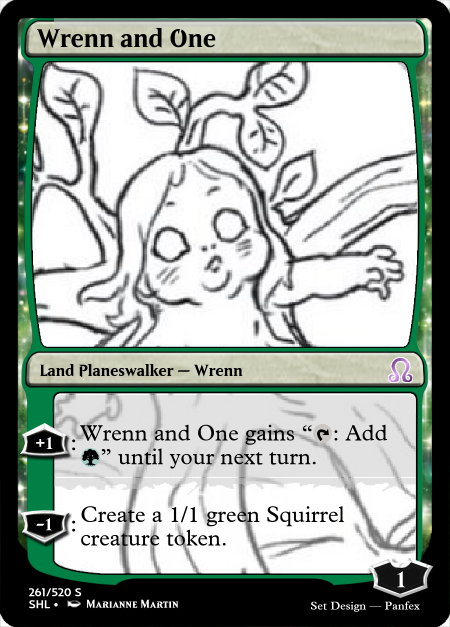 Wrenn and One
Land Planeswalker — Wrenn
+1 : Wrenn and One gains “: Add
” until your next turn.
-1 : Create a 1/1 green Squirrel
creature token.
1
261/520 S
SHL • Marianne Martin
Set Design — Panfex